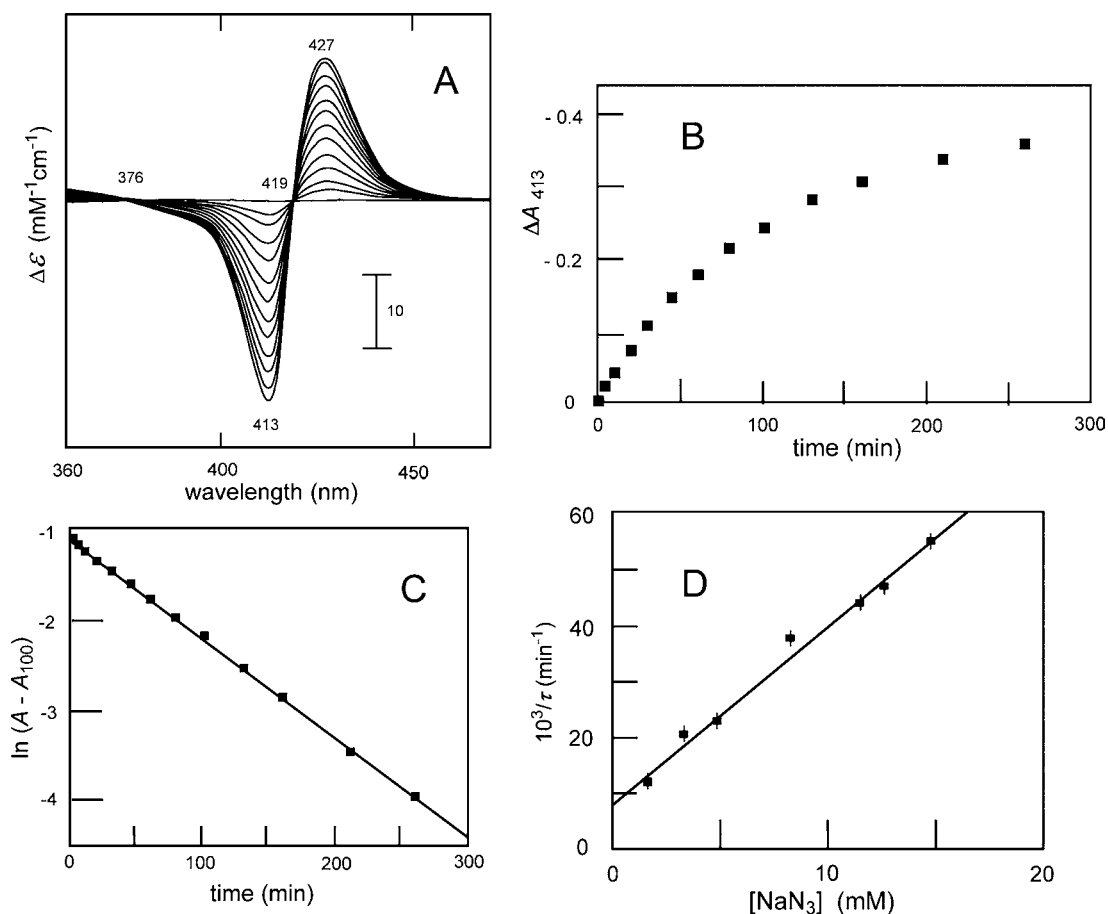 A
427
376
419
413
10
Δε (mM⁻¹cm⁻¹)
360
400
450
wavelength (nm)
B
ΔA 413
- 0.4
- 0.2
0
0
100
200
300
time (min)
C
ln (A - A100)
-1
-2
-3
-4
0
100
200
300
time (min)
D
10³/τ (min⁻¹)
60
40
20
0
0
10
20
[NaN₃] (mM)